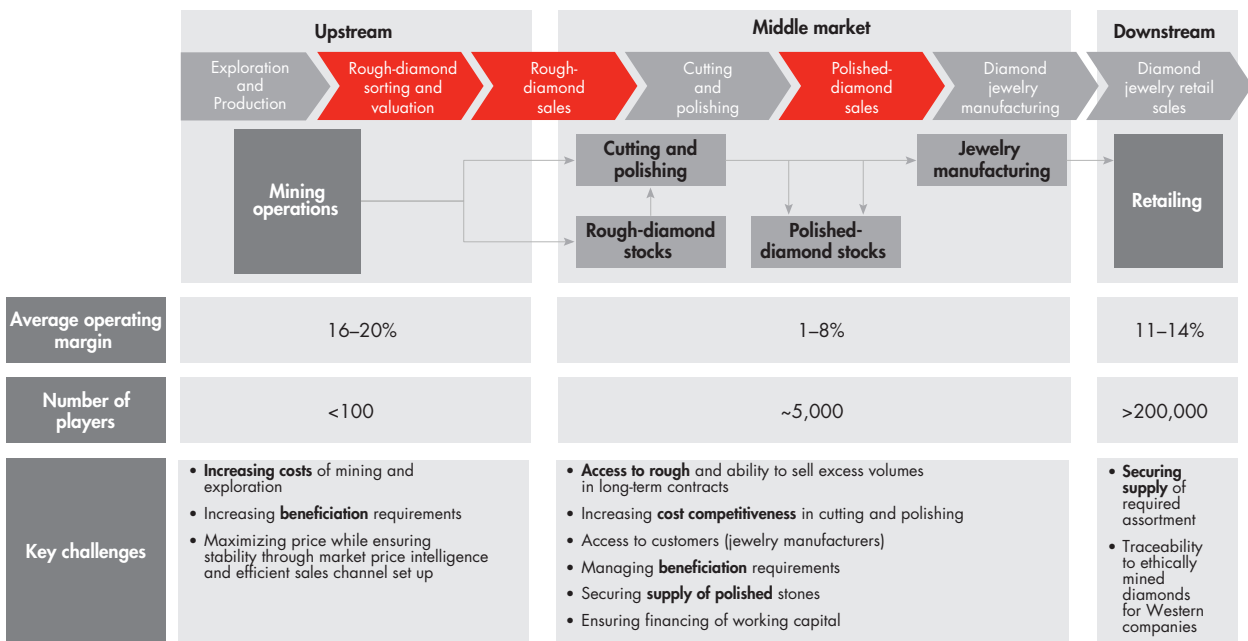 Upstream
Middle market
Downstream
Exploration
and
Production
Rough-diamond
sorting and
valuation
Rough-
diamond
sales
Cutting
and
polishing
Polished-
diamond
sales
Diamond
jewelry
manufacturing
Diamond
jewelry retail
sales
Mining
operations
Cutting and
polishing
Rough-diamond
stocks
Polished-
diamond stocks
Jewelry
manufacturing
Retailing
Average operating
margin
16–20%
1–8%
11–14%
Number of
players
<100
~5,000
>200,000
Key challenges
• Increasing costs of mining and
exploration
• Increasing beneficiation requirements
• Maximizing price while ensuring
stability through market price intelligence
and efficient sales channel set up
• Access to rough and ability to sell excess volumes
in long-term contracts
• Increasing cost competitiveness in cutting and polishing
• Access to customers (jewelry manufacturers)
• Managing beneficiation requirements
• Securing supply of polished stones
• Ensuring financing of working capital
• Securing
supply of
required
assortment
• Traceability
to ethically
mined
diamonds
for Western
companies